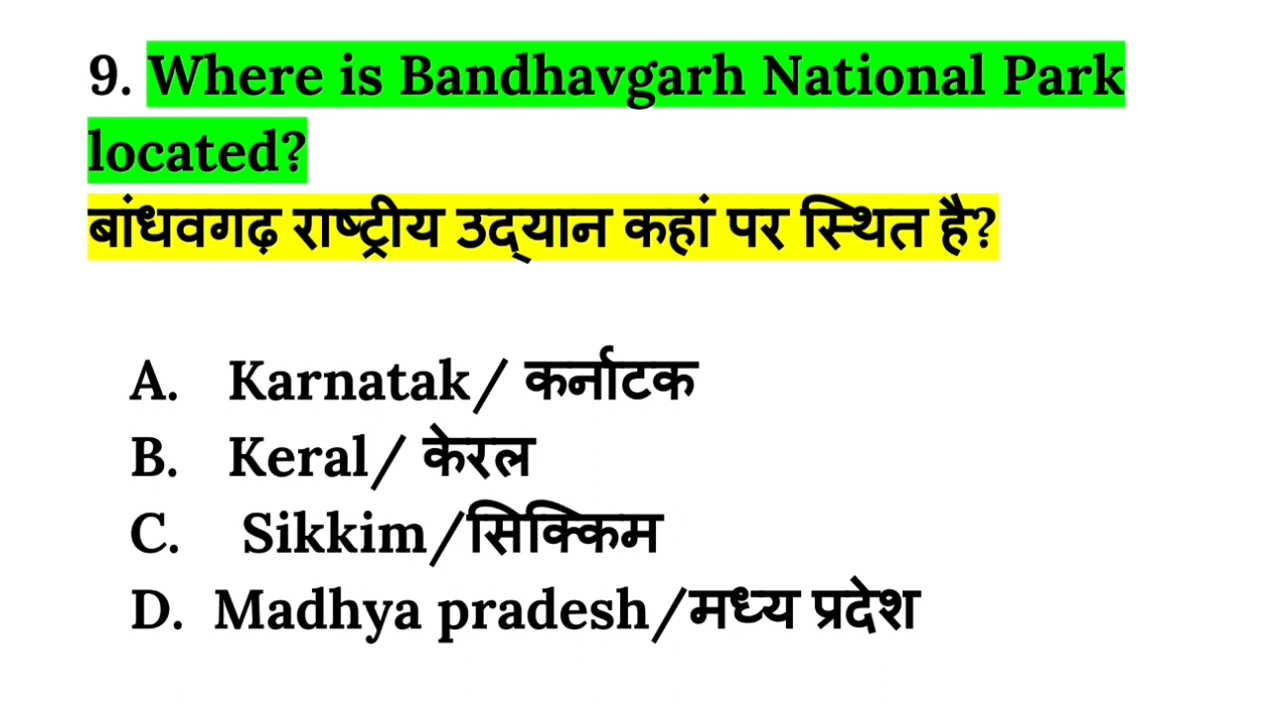 9. Where is Bandhavgarh National Park
located?
बांधवगढ़ राष्ट्रीय उद्यान कहां पर स्थित है?
A. Karnatak/ कर्नाटक
B. Keral/ केरल
C. Sikkim/सिक्किम
D. Madhya pradesh/मध्य प्रदेश